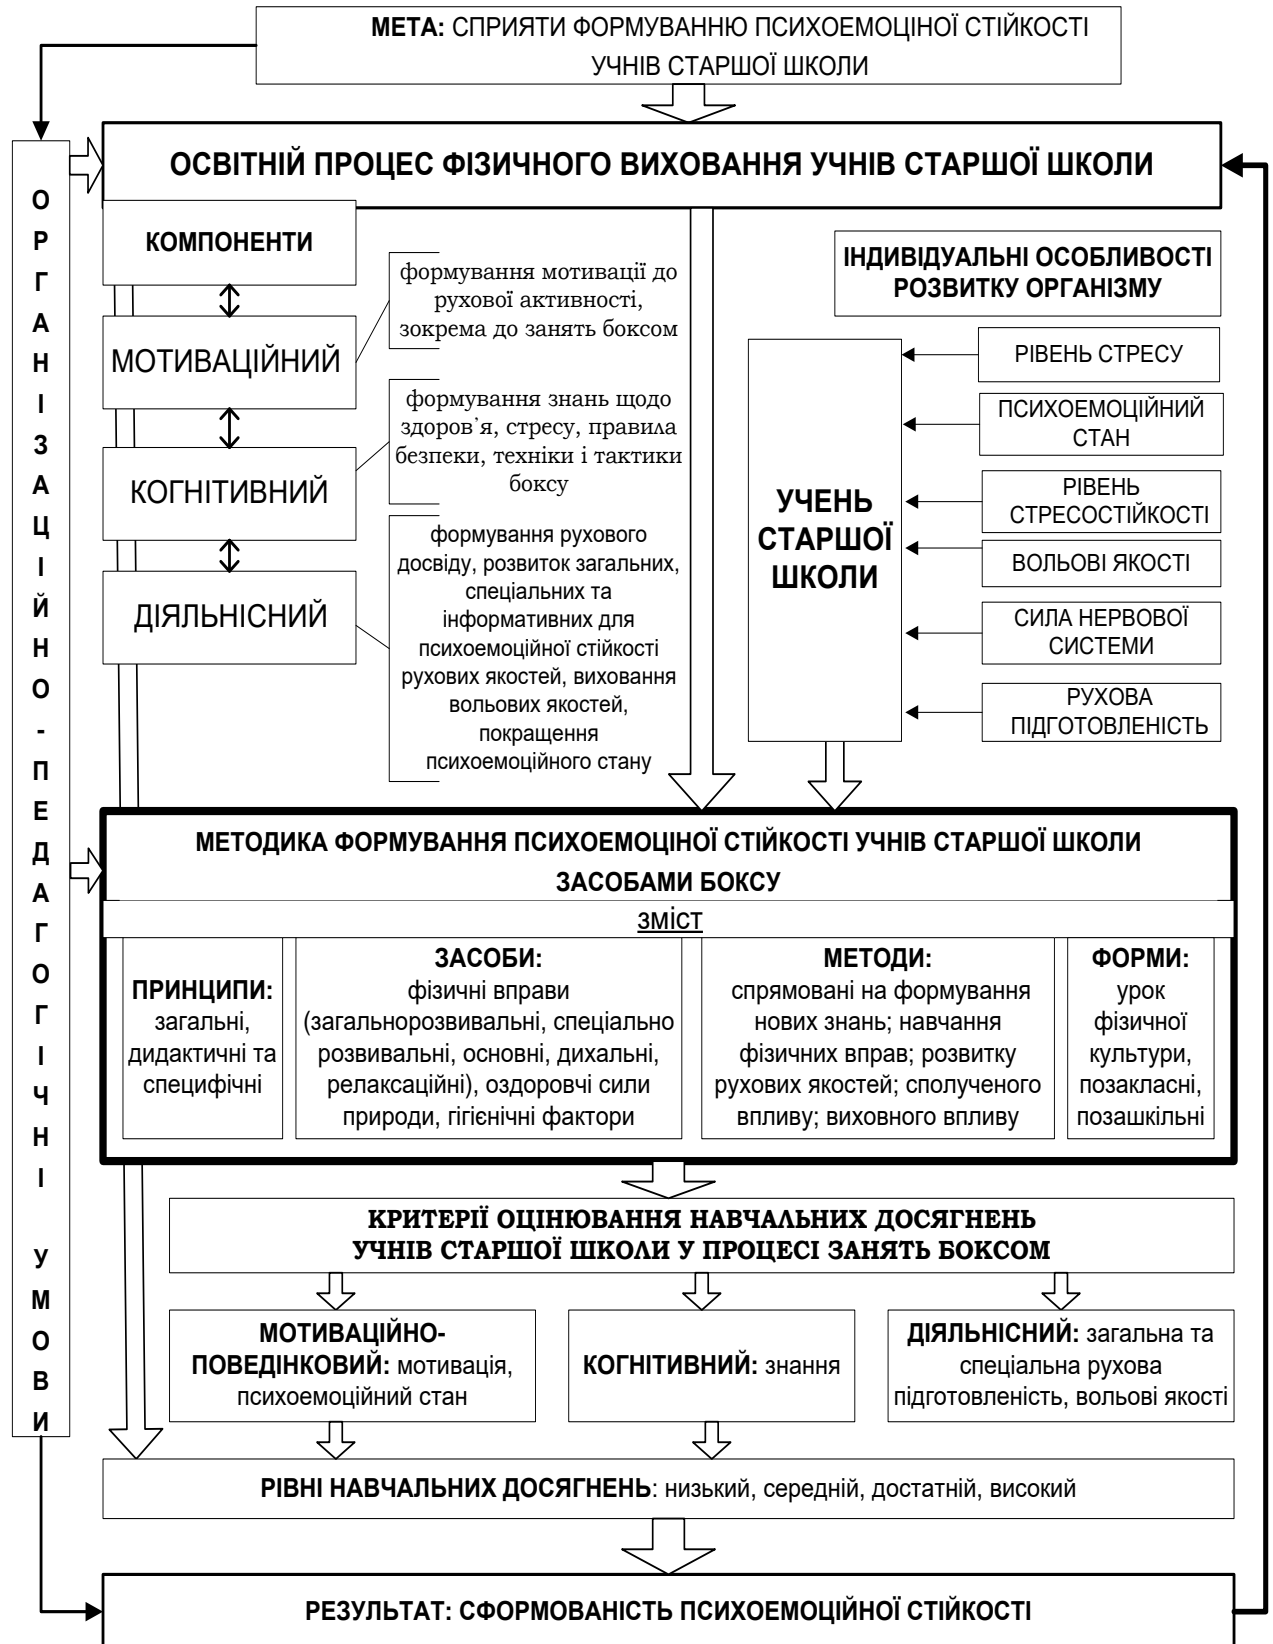 МЕТА: СПРИЯТИ ФОРМУВАННЮ ПСИХОЕМОЦІНОЇ СТІЙКОСТІ
УЧНІВ СТАРШОЇ ШКОЛИ
ОСВІТНІЙ ПРОЦЕС ФІЗИЧНОГО ВИХОВАННЯ УЧНІВ СТАРШОЇ ШКОЛИ
ОРГАНІЗАЦІЙНО-ПЕДАГОГІЧНІ УМОВИ
КОМПОНЕНТИ
МОТИВАЦІЙНИЙ
КОГНІТИВНИЙ
ДІЯЛЬНІСНИЙ
формування мотивації до
рухової активності,
зокрема до занять боксом
формування знань щодо
здоров’я, стресу, правила
безпеки, техніки і тактики
боксу
формування рухового
досвіду, розвиток загальних,
спеціальних та
інформативних для
психоемоційної стійкості
рухових якостей, виховання
вольових якостей,
покращення
психоемоційного стану
ІНДИВІДУАЛЬНІ ОСОБЛИВОСТІ
РОЗВИТКУ ОРГАНІЗМУ
УЧЕНЬ
СТАРШОЇ
ШКОЛИ
РІВЕНЬ СТРЕСУ
ПСИХОЕМОЦІЙНИЙ
СТАН
РІВЕНЬ
СТРЕСОСТІЙКОСТІ
ВОЛЬОВІ ЯКОСТІ
СИЛА НЕРВОВОЇ
СИСТЕМИ
РУХОВА
ПІДГОТОВЛЕНІСТЬ
МЕТОДИКА ФОРМУВАННЯ ПСИХОЕМОЦІНОЇ СТІЙКОСТІ УЧНІВ СТАРШОЇ ШКОЛИ
ЗАСОБАМИ БОКСУ
ЗМІСТ
ПРИНЦИПИ:
загальні,
дидактичні та
специфічні
ЗАСОБИ:
фізичні вправи
(загальнорозвивальні, спеціально
розвивальні, основні, дихальні,
релаксаційні), оздоровчі сили
природи, гігієнічні фактори
МЕТОДИ:
спрямовані на формування
нових знань; навчання
фізичних вправ; розвитку
рухових якостей; сполученого
впливу; виховного впливу
ФОРМИ:
урок
фізичної
культури,
позакласні,
позашкільні
КРИТЕРІЇ ОЦІНЮВАННЯ НАВЧАЛЬНИХ ДОСЯГНЕНЬ
УЧНІВ СТАРШОЇ ШКОЛИ У ПРОЦЕСІ ЗАНЯТЬ БОКСОМ
МОТИВАЦІЙНО-
ПОВЕДІНКОВИЙ: мотивація,
психоемоційний стан
КОГНІТИВНИЙ: знання
ДІЯЛЬНІСНИЙ: загальна та
спеціальна рухова
підготовленість, вольові якості
РІВНІ НАВЧАЛЬНИХ ДОСЯГНЕНЬ: низький, середній, достатній, високий
РЕЗУЛЬТАТ: СФОРМОВАНІСТЬ ПСИХОЕМОЦІЙНОЇ СТІЙКОСТІ